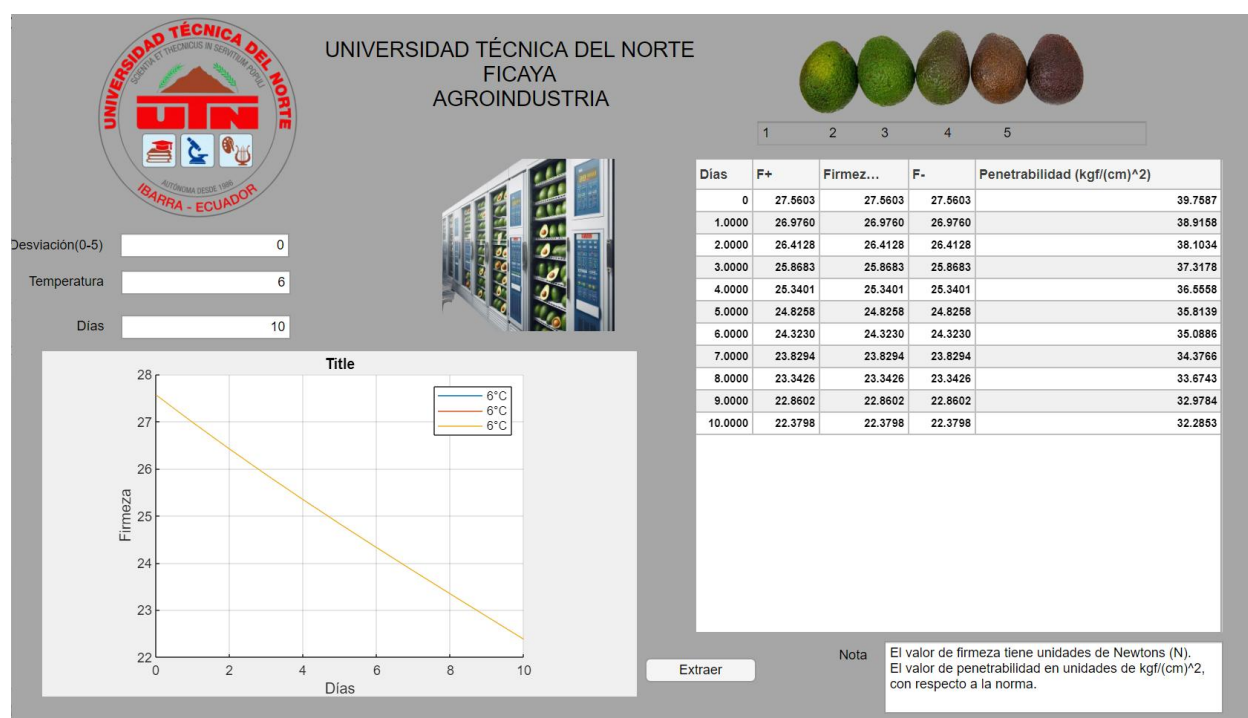 UNIVERSIDAD TÉCNICA DEL NORTE
SCIENTIA ET THECNICUS IN SERVITIUM POPULI
UTN
AUTÓNOMA DESDE 1986
IBARRA - ECUADOR
UNIVERSIDAD TÉCNICA DEL NORTE
FICAYA
AGROINDUSTRIA
1 2 3 4 5
Desviación(0-5) 0
Temperatura 6
Días 10
Días F+ Firmez... F- Penetrabilidad (kgf/(cm)^2)
0 27.5603 27.5603 27.5603 39.7587
1.0000 26.9760 26.9760 26.9760 38.9158
2.0000 26.4128 26.4128 26.4128 38.1034
3.0000 25.8683 25.8683 25.8683 37.3178
4.0000 25.3401 25.3401 25.3401 36.5558
5.0000 24.8258 24.8258 24.8258 35.8139
6.0000 24.3230 24.3230 24.3230 35.0886
7.0000 23.8294 23.8294 23.8294 34.3766
8.0000 23.3426 23.3426 23.3426 33.6743
9.0000 22.8602 22.8602 22.8602 32.9784
10.0000 22.3798 22.3798 22.3798 32.2853
Title
28
27
26
25
24
23
22
Firmeza
6°C
6°C
6°C
0 2 4 6 8 10
Días
Extraer
Nota
El valor de firmeza tiene unidades de Newtons (N).
El valor de penetrabilidad en unidades de kgf/(cm)^2,
con respecto a la norma.